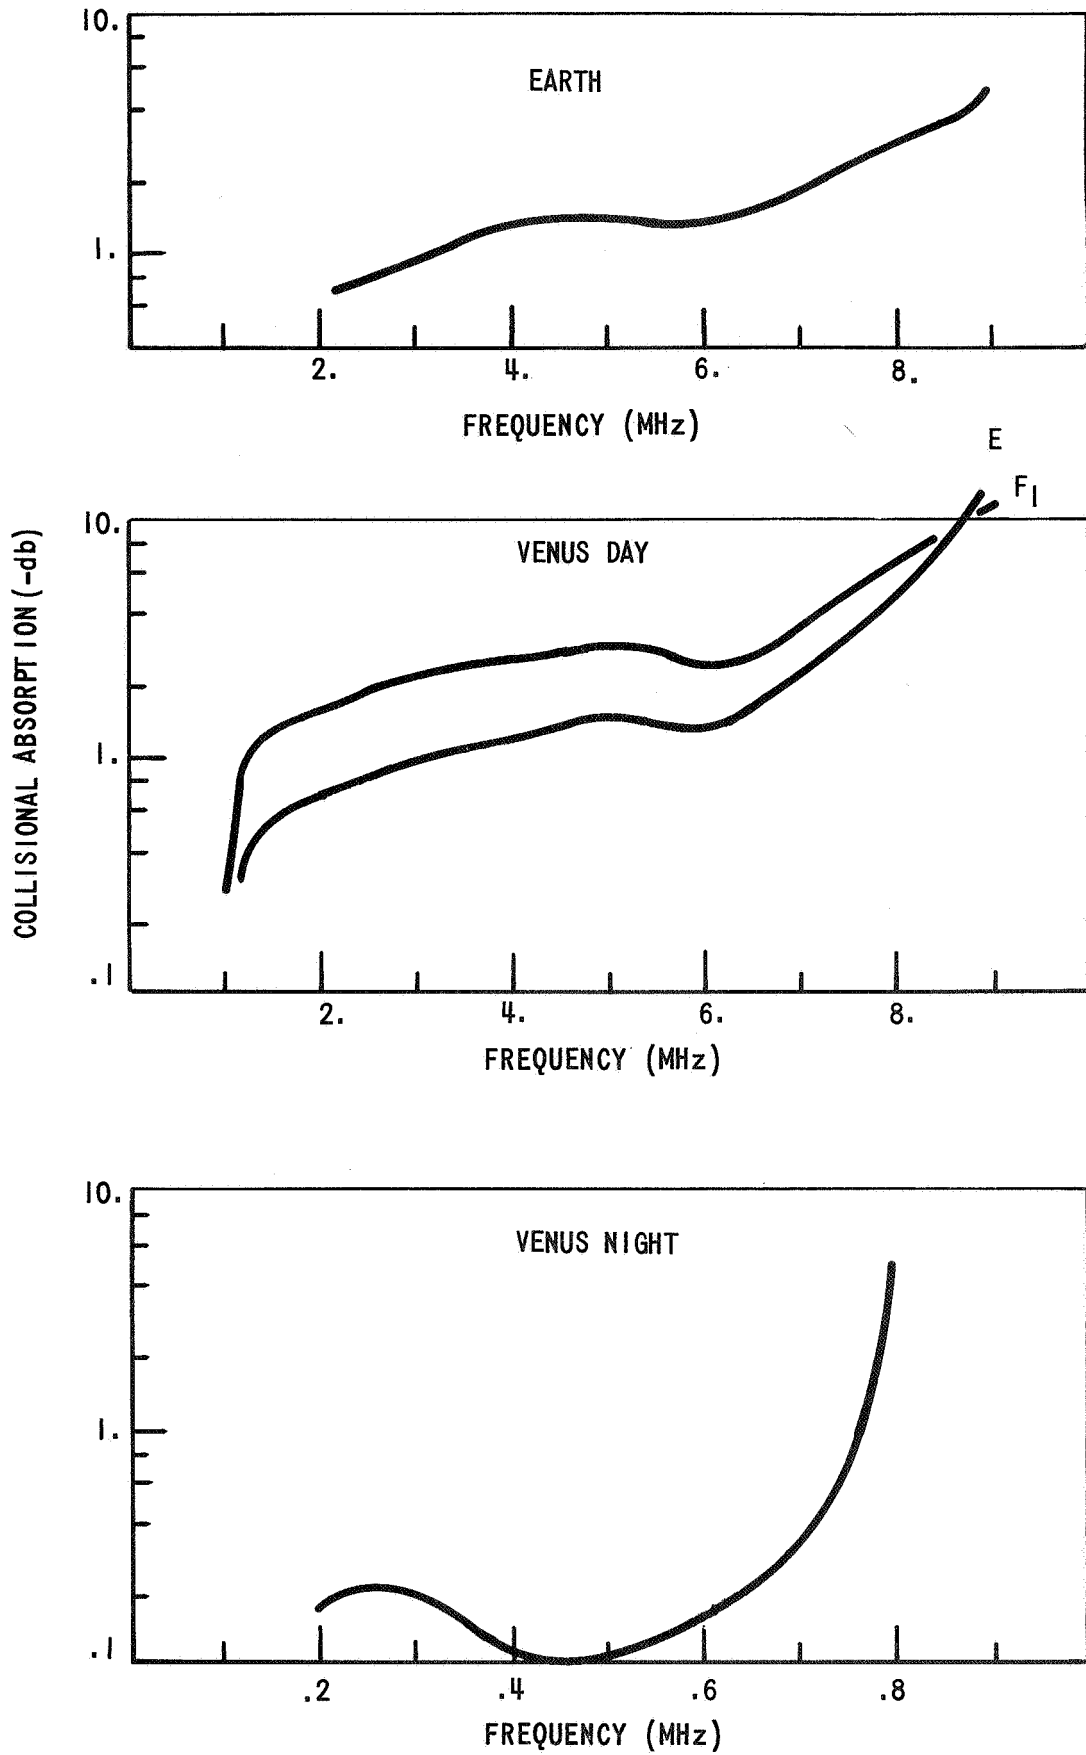 10.
EARTH
1.
2. 4. 6. 8.
FREQUENCY (MHz)
E
F1
10.
VENUS DAY
COLLISIONAL ABSORPTION (-db)
1.
.1
2. 4. 6. 8.
FREQUENCY (MHz)
10.
VENUS NIGHT
1.
.1
.2 .4 .6 .8
FREQUENCY (MHz)